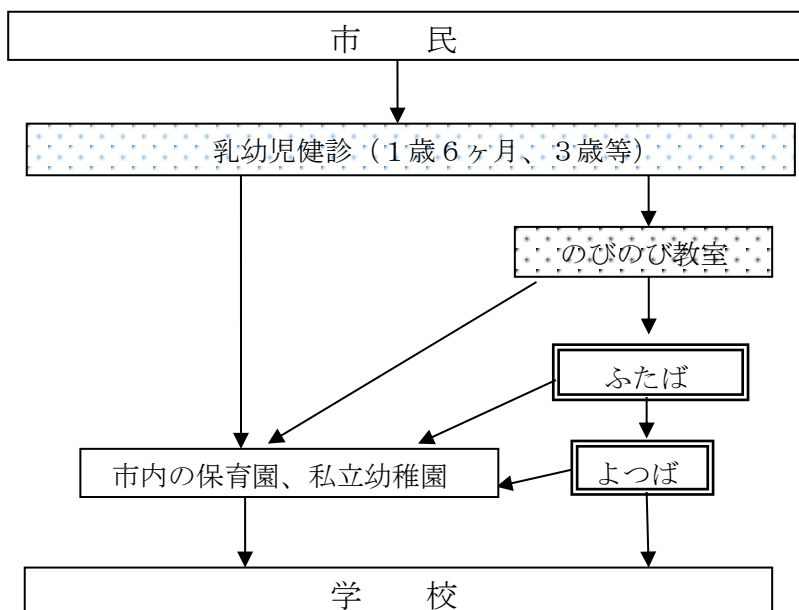 市　　民
乳幼児健診（１歳６ヶ月、３歳等）
のびのび教室
ふたば
市内の保育園、私立幼稚園
よつば
学　　校